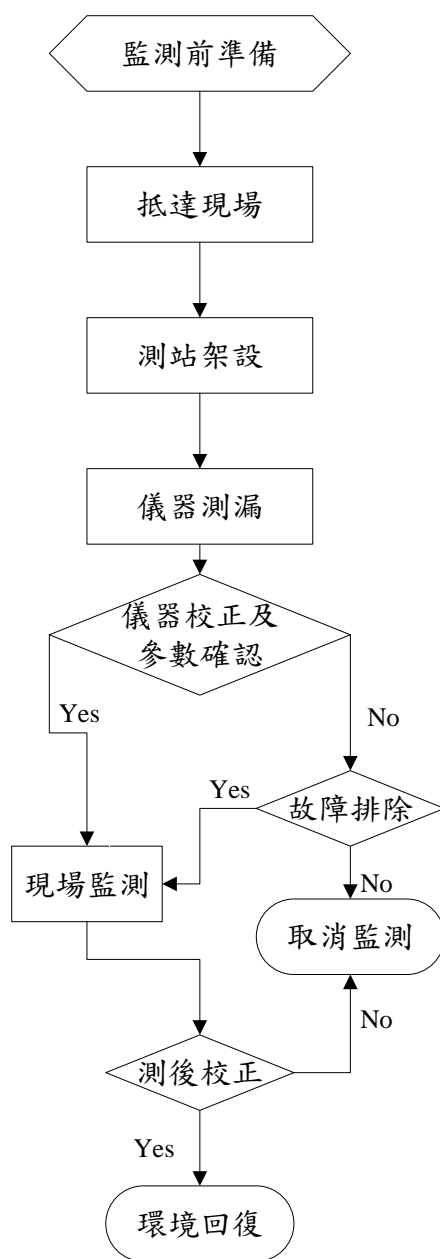 監測前準備
抵達現場
測站架設
儀器測漏
儀器校正及
參數確認
Yes
No
Yes
故障排除
現場監測
No
取消監測
No
測後校正
Yes
環境回復